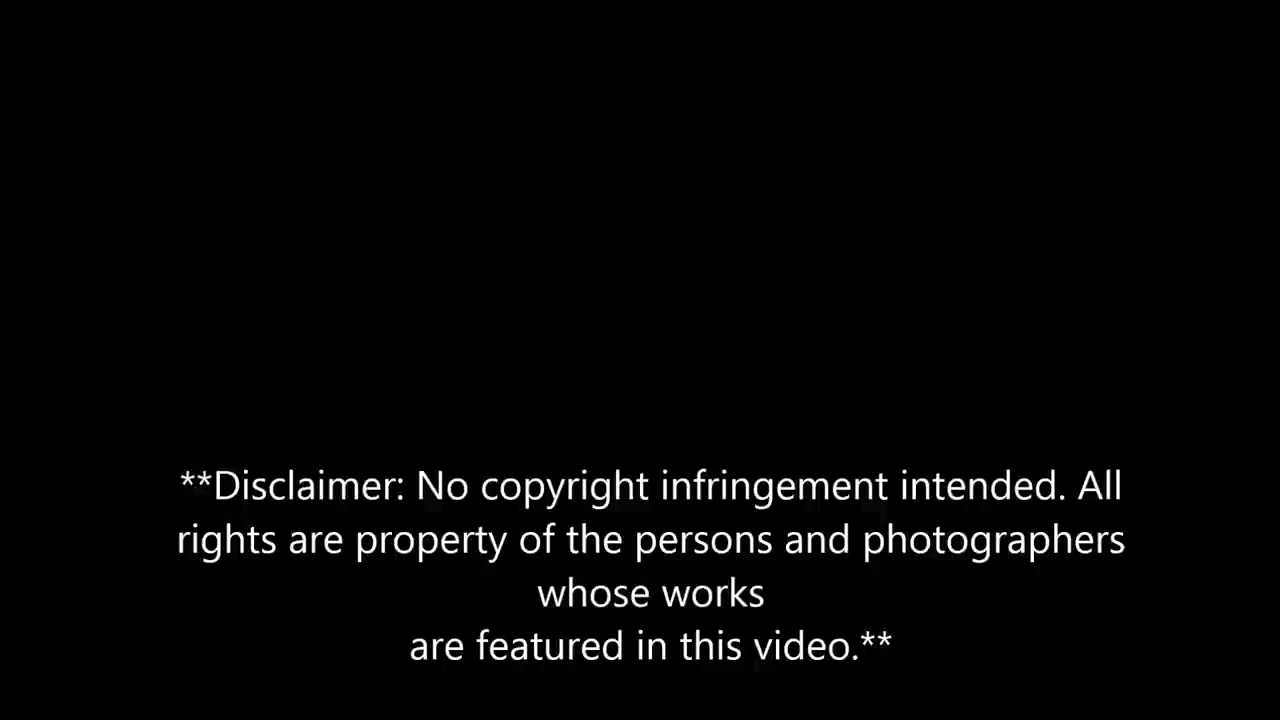 **Disclaimer: No copyright infringement intended. All
rights are property of the persons and photographers
whose works
are featured in this video.**